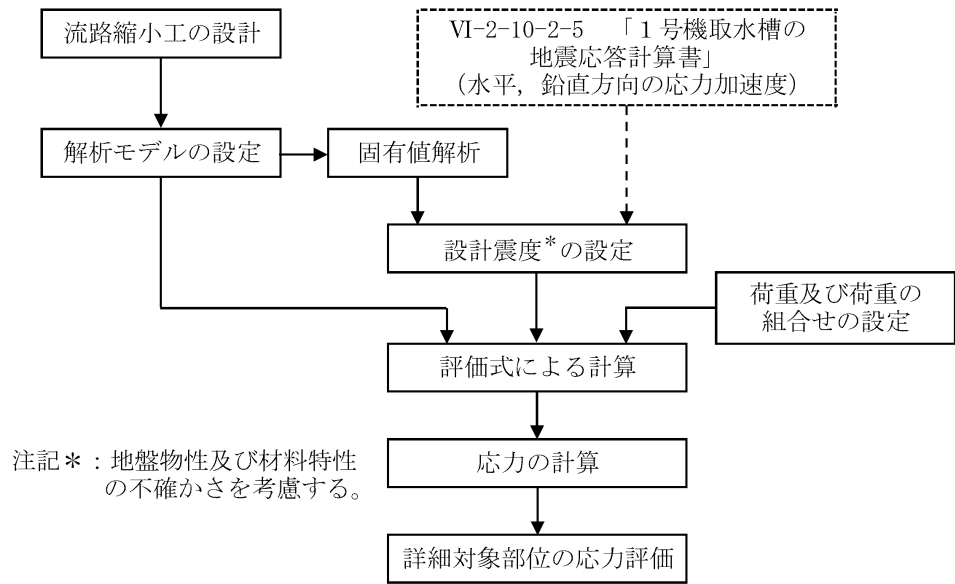 流路縮小工の設計
Ⅵ-2-10-2-5 「1号機取水槽の
地震応答計算書」
(水平,鉛直方向の応力加速度)
解析モデルの設定
固有値解析
設計震度*の設定
荷重及び荷重の
組合せの設定
評価式による計算
注記*:地盤物性及び材料特性
の不確かさを考慮する。
応力の計算
詳細対象部位の応力評価